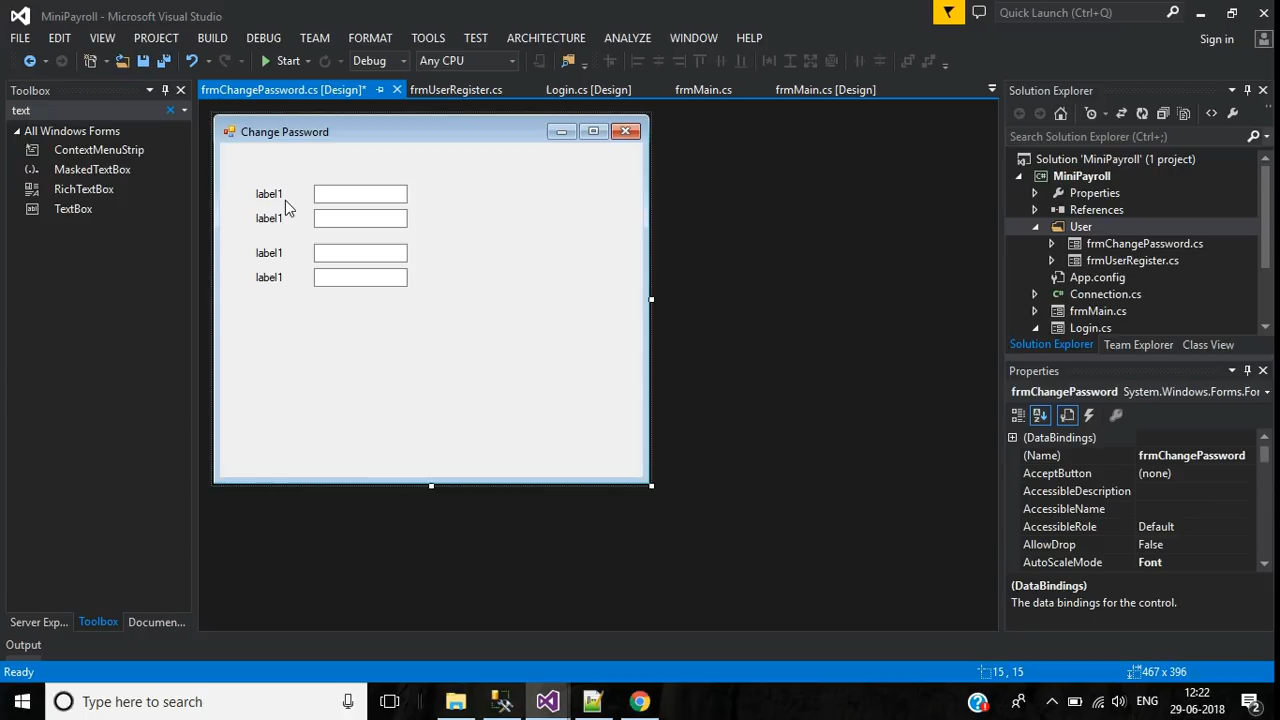 MiniPayroll - Microsoft Visual Studio
Quick Launch (Ctrl+Q)
FILE EDIT VIEW PROJECT BUILD DEBUG TEAM FORMAT TOOLS TEST ARCHITECTURE ANALYZE WINDOW HELP
Sign in
Start Debug Any CPU
Toolbox
text
All Windows Forms
ContextMenuStrip
MaskedTextBox
RichTextBox
TextBox
Server Exp... Toolbox Documen...
frmChangePassword.cs [Design]* frmUserRegister.cs Login.cs [Design] frmMain.cs frmMain.cs [Design]
Change Password
label1
label1
label1
label1
Solution Explorer
Search Solution Explorer (Ctrl+;)
Solution 'MiniPayroll' (1 project)
MiniPayroll
Properties
References
User
frmChangePassword.cs
frmUserRegister.cs
App.config
Connection.cs
frmMain.cs
Login.cs
Solution Explorer Team Explorer Class View
Properties
frmChangePassword System.Windows.Forms.For
(DataBindings)
(Name) frmChangePassword
AcceptButton (none)
AccessibleDescription
AccessibleName
AccessibleRole Default
AllowDrop False
AutoScaleMode Font
(DataBindings)
The data bindings for the control.
Output
Ready
15 , 15
467 x 396
Type here to search
ENG
12:22
29-06-2018
2